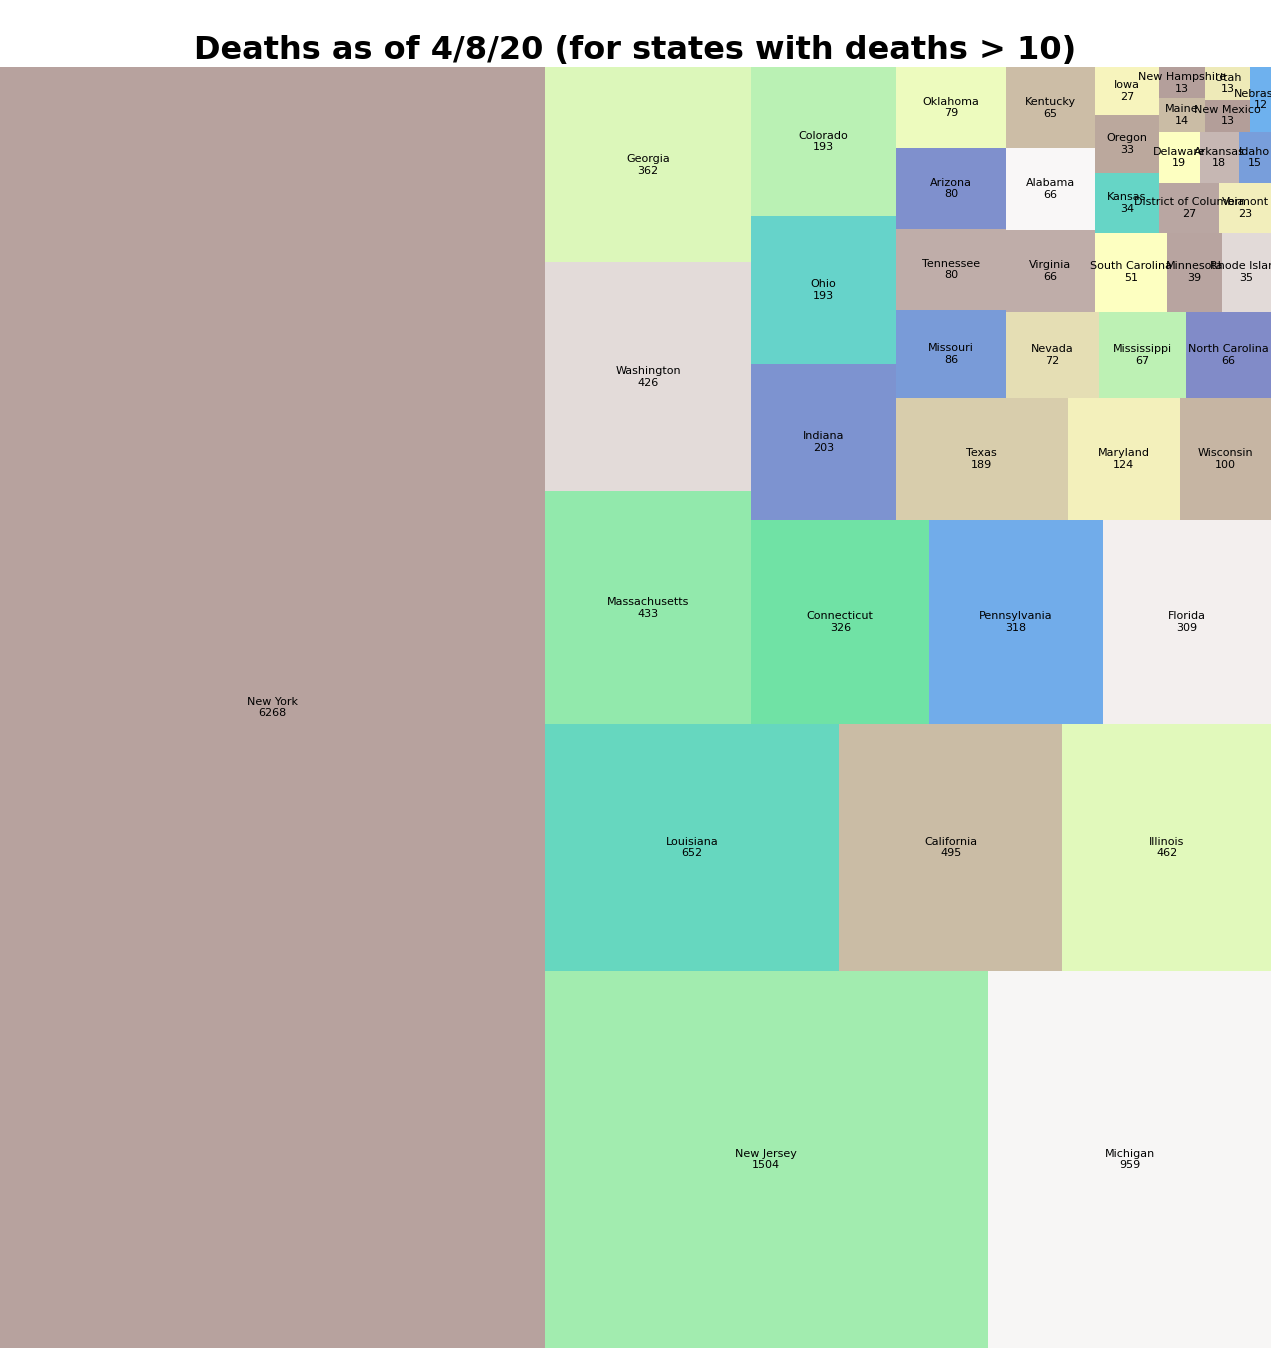 Deaths as of 4/8/20 (for states with deaths > 10)
New York
6268
Georgia
362
Washington
426
Massachusetts
433
Louisiana
652
California
495
Illinois
462
New Jersey
1504
Michigan
959
Colorado
193
Ohio
193
Indiana
203
Connecticut
326
Pennsylvania
318
Florida
309
Oklahoma
79
Arizona
80
Tennessee
80
Missouri
86
Texas
189
Maryland
124
Wisconsin
100
Kentucky
65
Alabama
66
Virginia
66
Nevada
72
Mississippi
67
North Carolina
66
Iowa
27
Oregon
33
Kansas
34
South Carolina
51
Minnesota
39
Rhode Islan
35
New Hampshire
13
Utah
13
Nebras
12
Maine
14
New Mexico
13
Delaware
19
Arkansas
18
Idaho
15
District of Columbia
27
Vermont
23